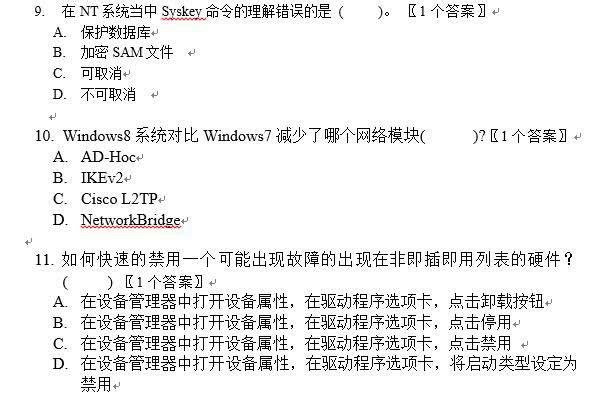 9. 在 NT 系统当中 Syskey 命令的理解错误的是（ ）。〖1 个答案〗
A. 保护数据库
B. 加密 SAM 文件
C. 可取消
D. 不可取消
10. Windows8 系统对比 Windows7 减少了哪个网络模块( )?〖1 个答案〗
A. AD-Hoc
B. IKEv2
C. Cisco L2TP
D. NetworkBridge
11. 如何快速的禁用一个可能出现故障的出现在非即插即用列表的硬件？
( )〖1 个答案〗
A. 在设备管理器中打开设备属性，在驱动程序选项卡，点击卸载按钮
B. 在设备管理器中打开设备属性，在驱动程序选项卡，点击停用
C. 在设备管理器中打开设备属性，在驱动程序选项卡，点击禁用
D. 在设备管理器中打开设备属性，在驱动程序选项卡，将启动类型设定为
禁用